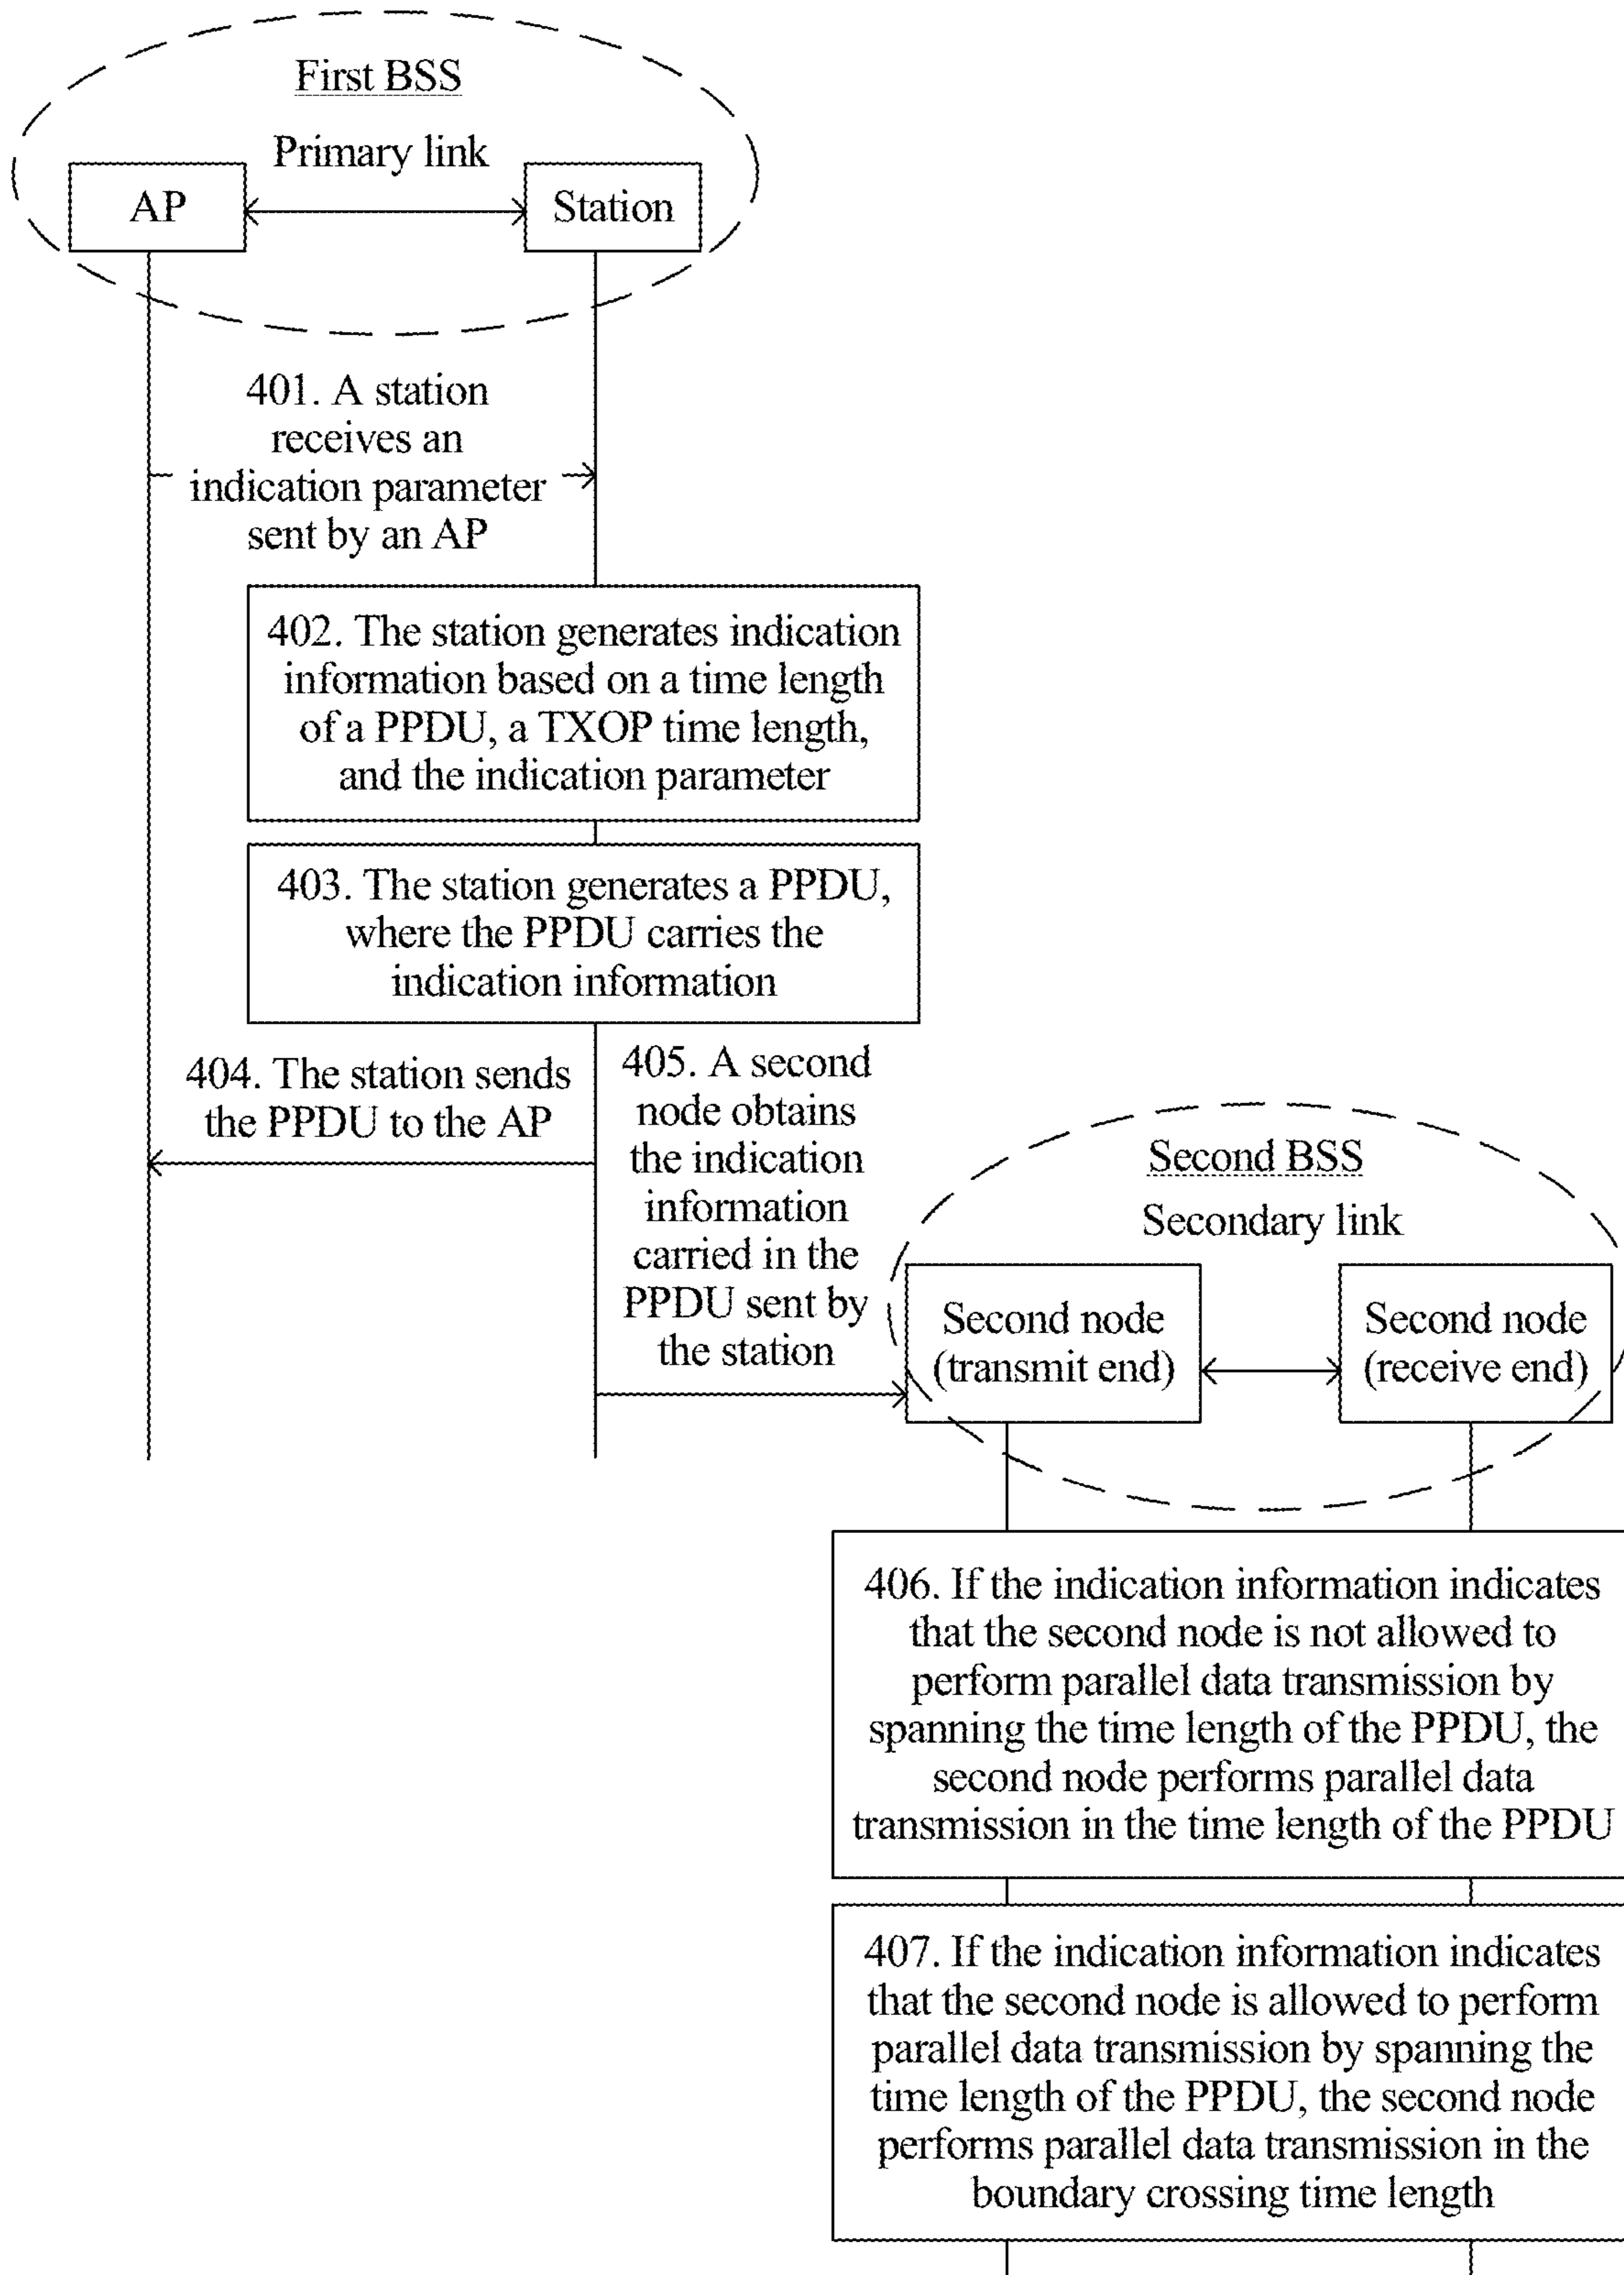 First BSS
Primary link
AP
Station
401. A station
receives an
indication parameter
sent by an AP
402. The station generates indication
information based on a time length
of a PPDU, a TXOP time length,
and the indication parameter
403. The station generates a PPDU,
where the PPDU carries the
indication information
404. The station sends
the PPDU to the AP
405. A second
node obtains
the indication
information
carried in the
PPDU sent by
the station
Second BSS
Secondary link
Second node
(transmit end)
Second node
(receive end)
406. If the indication information indicates
that the second node is not allowed to
perform parallel data transmission by
spanning the time length of the PPDU, the
second node performs parallel data
transmission in the time length of the PPDU
407. If the indication information indicates
that the second node is allowed to perform
parallel data transmission by spanning the
time length of the PPDU, the second node
performs parallel data transmission in the
boundary crossing time length